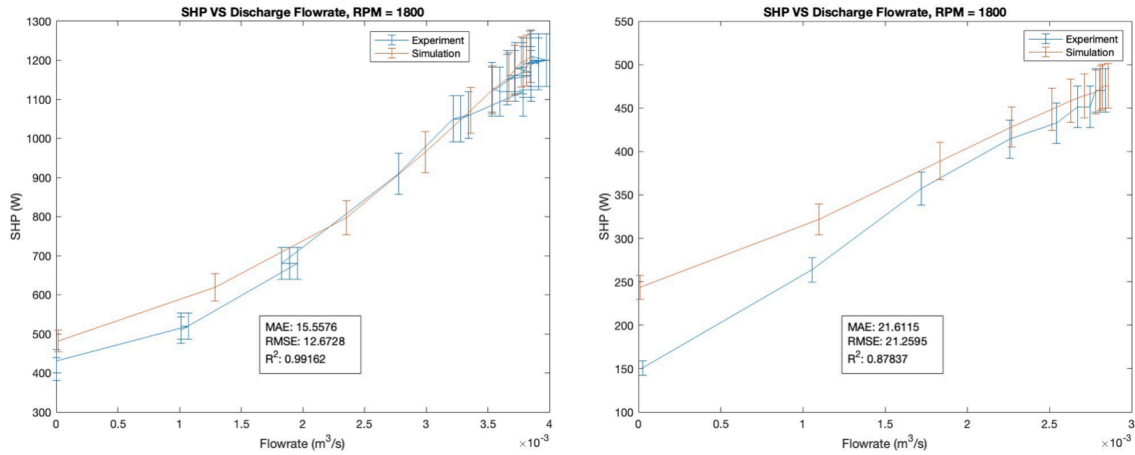 SHP VS Discharge Flowrate, RPM = 1800
1300
1200
1100
1000
900
800
700
600
500
400
300
SHP (W)
Experiment
Simulation
MAE: 15.5576
RMSE: 12.6728
R²: 0.99162
0
0.5
1
1.5
2
2.5
3
3.5
4
×10⁻³
Flowrate (m³/s)
SHP VS Discharge Flowrate, RPM = 1800
550
500
450
400
350
300
250
200
150
100
SHP (W)
Experiment
Simulation
MAE: 21.6115
RMSE: 21.2595
R²: 0.87837
0
0.5
1
1.5
2
2.5
3
×10⁻³
Flowrate (m³/s)